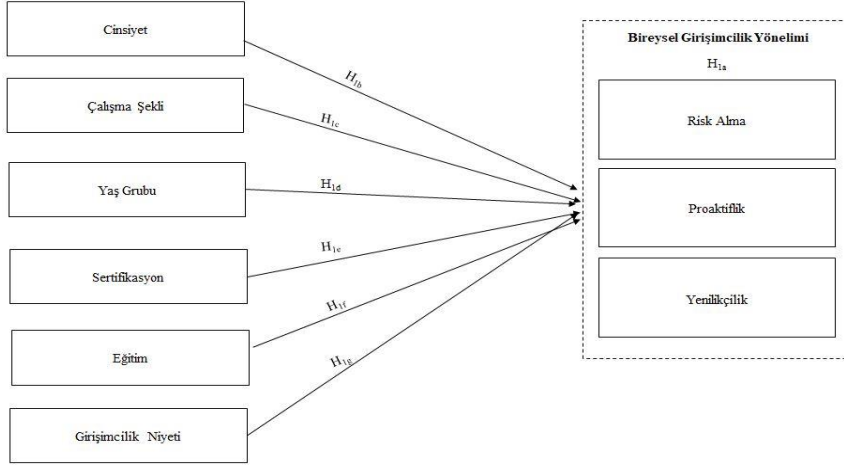 Cinsiyet
Çalışma Şekli
Yaş Grubu
Sertifikasyon
Eğitim
Girişimcilik Niyeti
H1b
H1c
H1d
H1e
H1f
H1g
Bireysel Girişimcilik Yönelimi
H1a
Risk Alma
Proaktiflik
Yenilikçilik